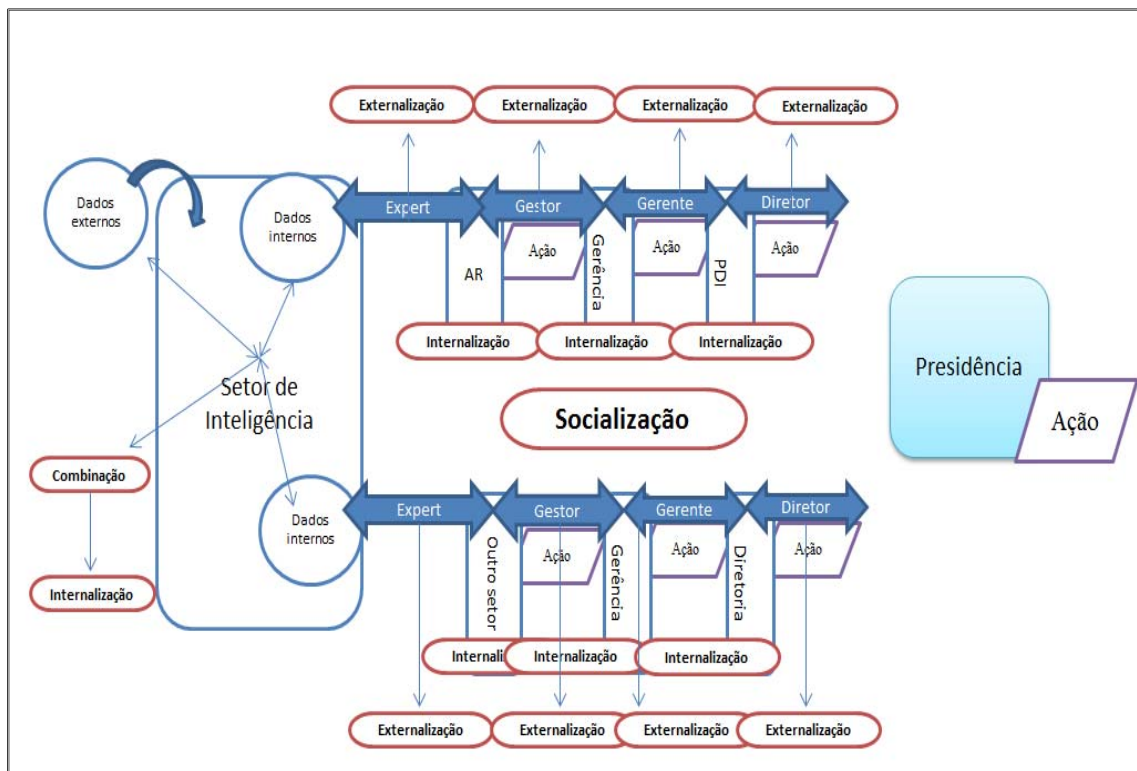 Externalização
Externalização
Externalização
Externalização
Dados
externos
Dados
internos
Expert
Gestor
Gerente
Diretor
Ação
Ação
Ação
AR
Gerência
PDI
Internalização
Internalização
Internalização
Setor de
Inteligência
Socialização
Presidência
Ação
Combinação
Internalização
Dados
internos
Expert
Gestor
Gerente
Diretor
Ação
Ação
Ação
Outro setor
Gerência
Diretoria
Internali
Internalização
Internalização
Externalização
Externalização
Externalização
Externalização